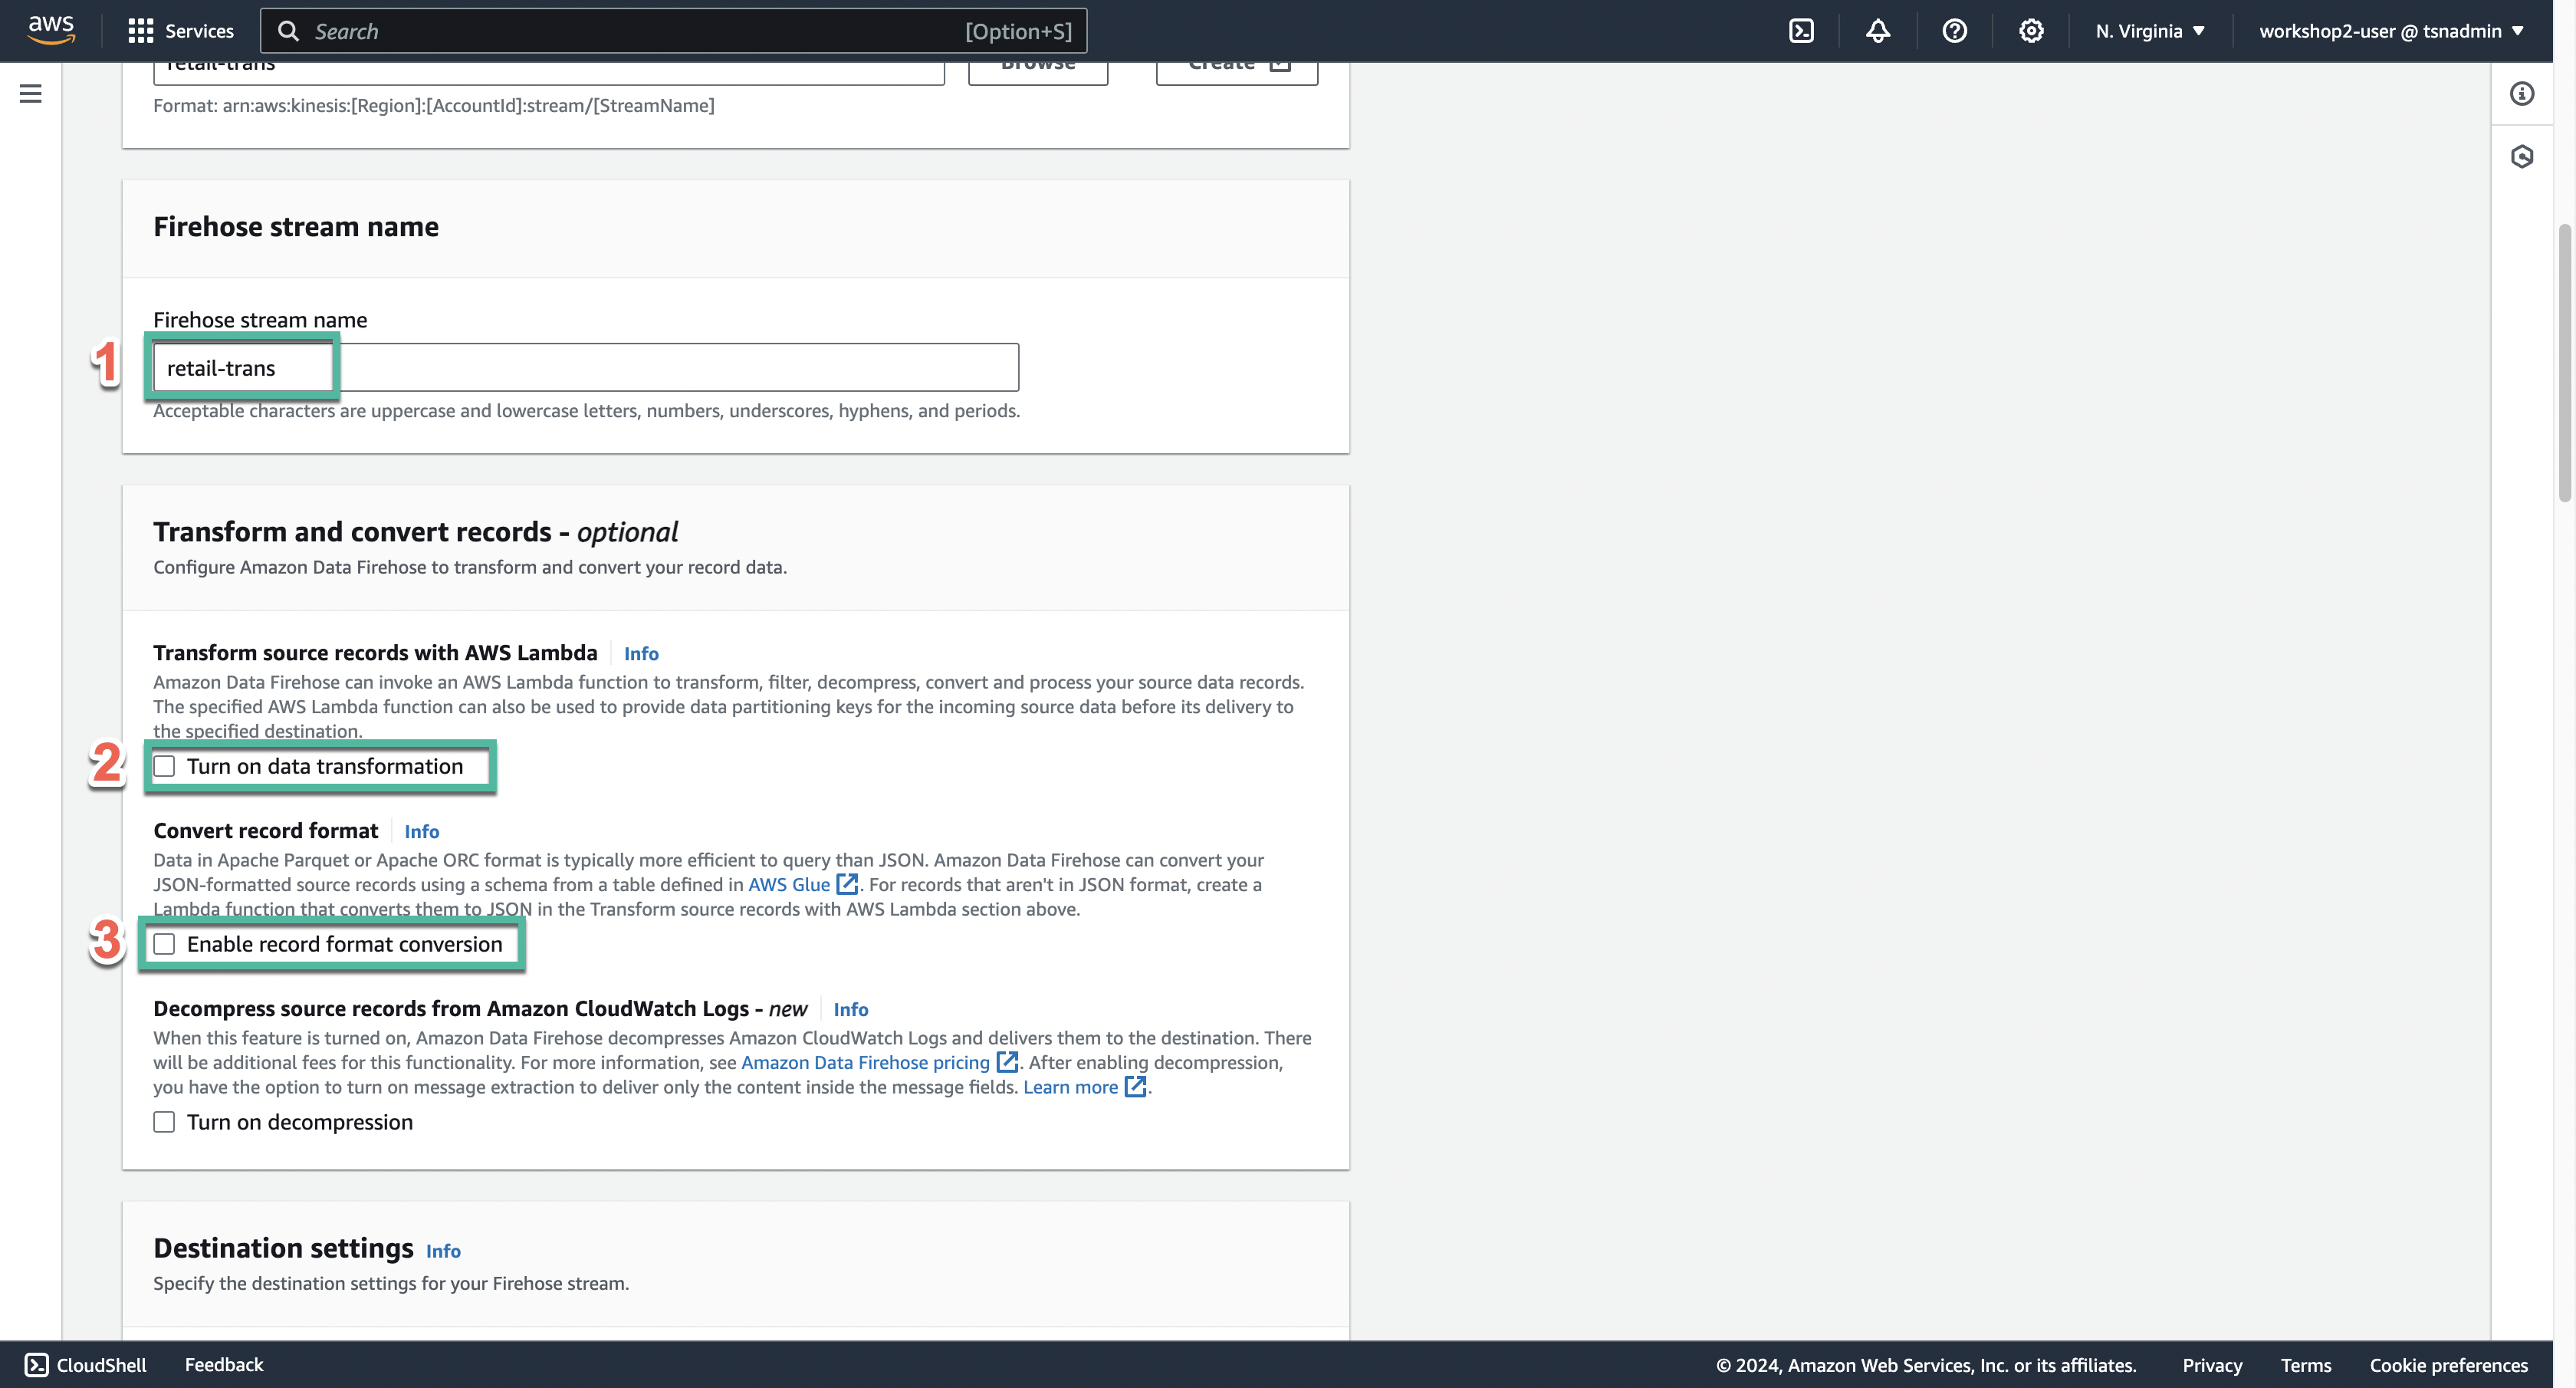 aws
Services
Search [Option+S]
N. Virginia
workshop2-user @ tsnadmin
retail-trans
Browse
Create
Format: arn:aws:kinesis:[Region]:[AccountId]:stream/[StreamName]
Firehose stream name
Firehose stream name
1
retail-trans
Acceptable characters are uppercase and lowercase letters, numbers, underscores, hyphens, and periods.
Transform and convert records - optional
Configure Amazon Data Firehose to transform and convert your record data.
Transform source records with AWS Lambda Info
Amazon Data Firehose can invoke an AWS Lambda function to transform, filter, decompress, convert and process your source data records.
The specified AWS Lambda function can also be used to provide data partitioning keys for the incoming source data before its delivery to
the specified destination.
2
Turn on data transformation
Convert record format Info
Data in Apache Parquet or Apache ORC format is typically more efficient to query than JSON. Amazon Data Firehose can convert your
JSON-formatted source records using a schema from a table defined in AWS Glue . For records that aren't in JSON format, create a
Lambda function that converts them to JSON in the Transform source records with AWS Lambda section above.
3
Enable record format conversion
Decompress source records from Amazon CloudWatch Logs - new Info
When this feature is turned on, Amazon Data Firehose decompresses Amazon CloudWatch Logs and delivers them to the destination. There
will be additional fees for this functionality. For more information, see Amazon Data Firehose pricing . After enabling decompression,
you have the option to turn on message extraction to deliver only the content inside the message fields. Learn more .
Turn on decompression
Destination settings Info
Specify the destination settings for your Firehose stream.
CloudShell
Feedback
© 2024, Amazon Web Services, Inc. or its affiliates.
Privacy
Terms
Cookie preferences